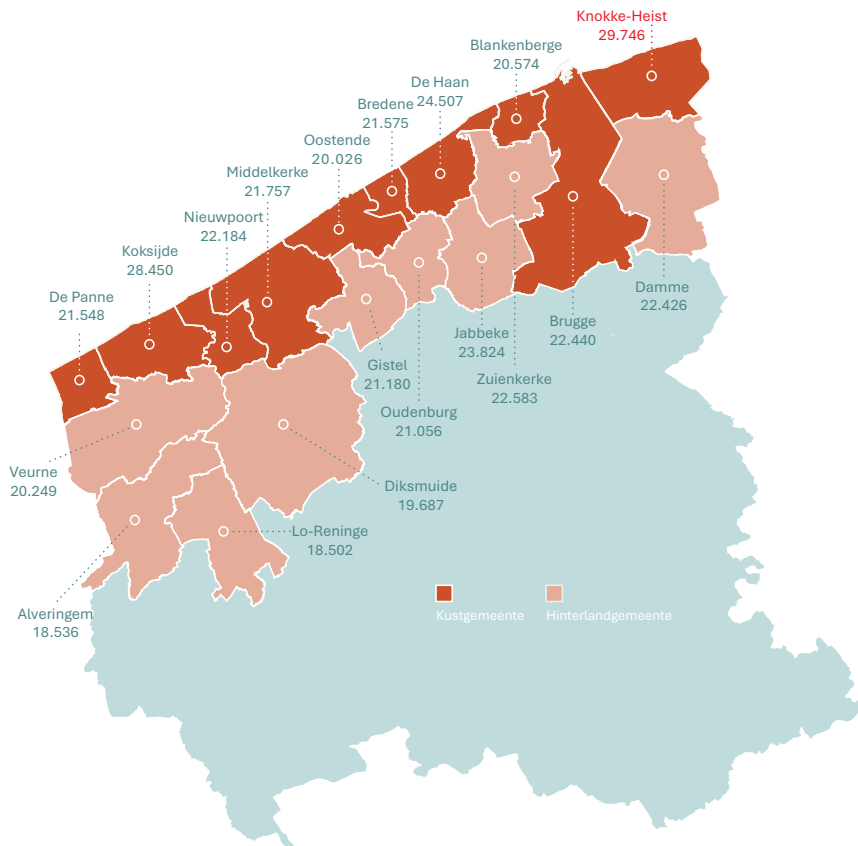 Knokke-Heist
29.746
Blankenberge
20.574
De Haan
24.507
Bredene
21.575
Oostende
20.026
Middelkerke
21.757
Nieuwpoort
22.184
Koksijde
28.450
De Panne
21.548
Damme
22.426
Brugge
22.440
Jabbeke
23.824
Zuienkerke
22.583
Gistel
21.180
Oudenburg
21.056
Veurne
20.249
Diksmuide
19.687
Lo-Reninge
18.502
Alveringem
18.536
Kustgemeente
Hinterlandgemeente